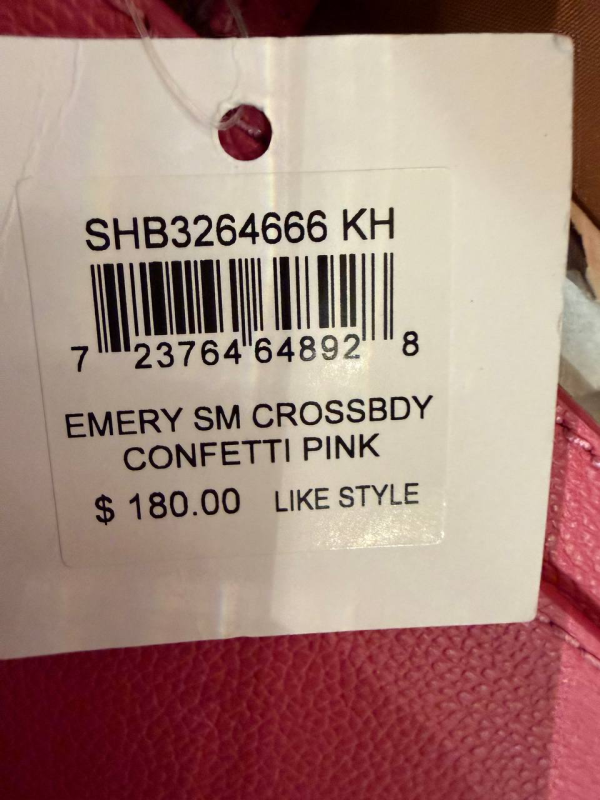 SHB3264666 KH
7 23764 64892 8
EMERY SM CROSSBDY
CONFETTI PINK
$ 180.00 LIKE STYLE